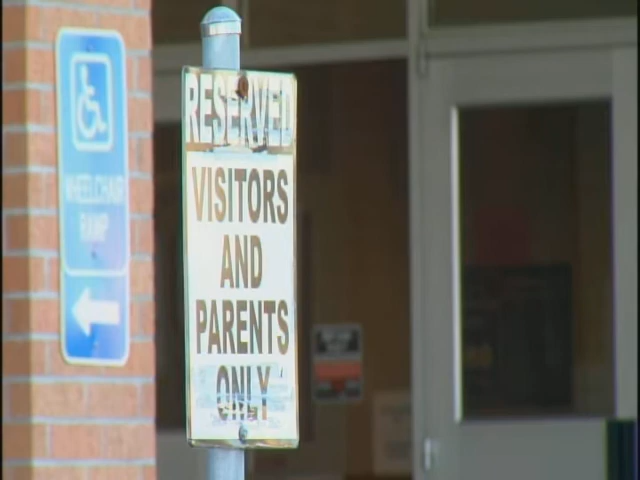 WHEELCHAIR
RAMP
RESERVED
VISITORS
AND
PARENTS
ONLY